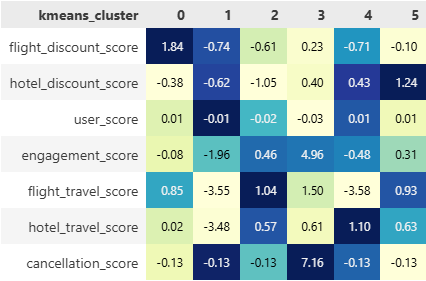 kmeans_cluster 0 1 2 3 4 5
flight_discount_score 1.84 -0.74 -0.61 0.23 -0.71 -0.10
hotel_discount_score -0.38 -0.62 -1.05 0.40 0.43 1.24
user_score 0.01 -0.01 -0.02 -0.03 0.01 0.01
engagement_score -0.08 -1.96 0.46 4.96 -0.48 0.31
flight_travel_score 0.85 -3.55 1.04 1.50 -3.58 0.93
hotel_travel_score 0.02 -3.48 0.57 0.61 1.10 0.63
cancellation_score -0.13 -0.13 -0.13 7.16 -0.13 -0.13